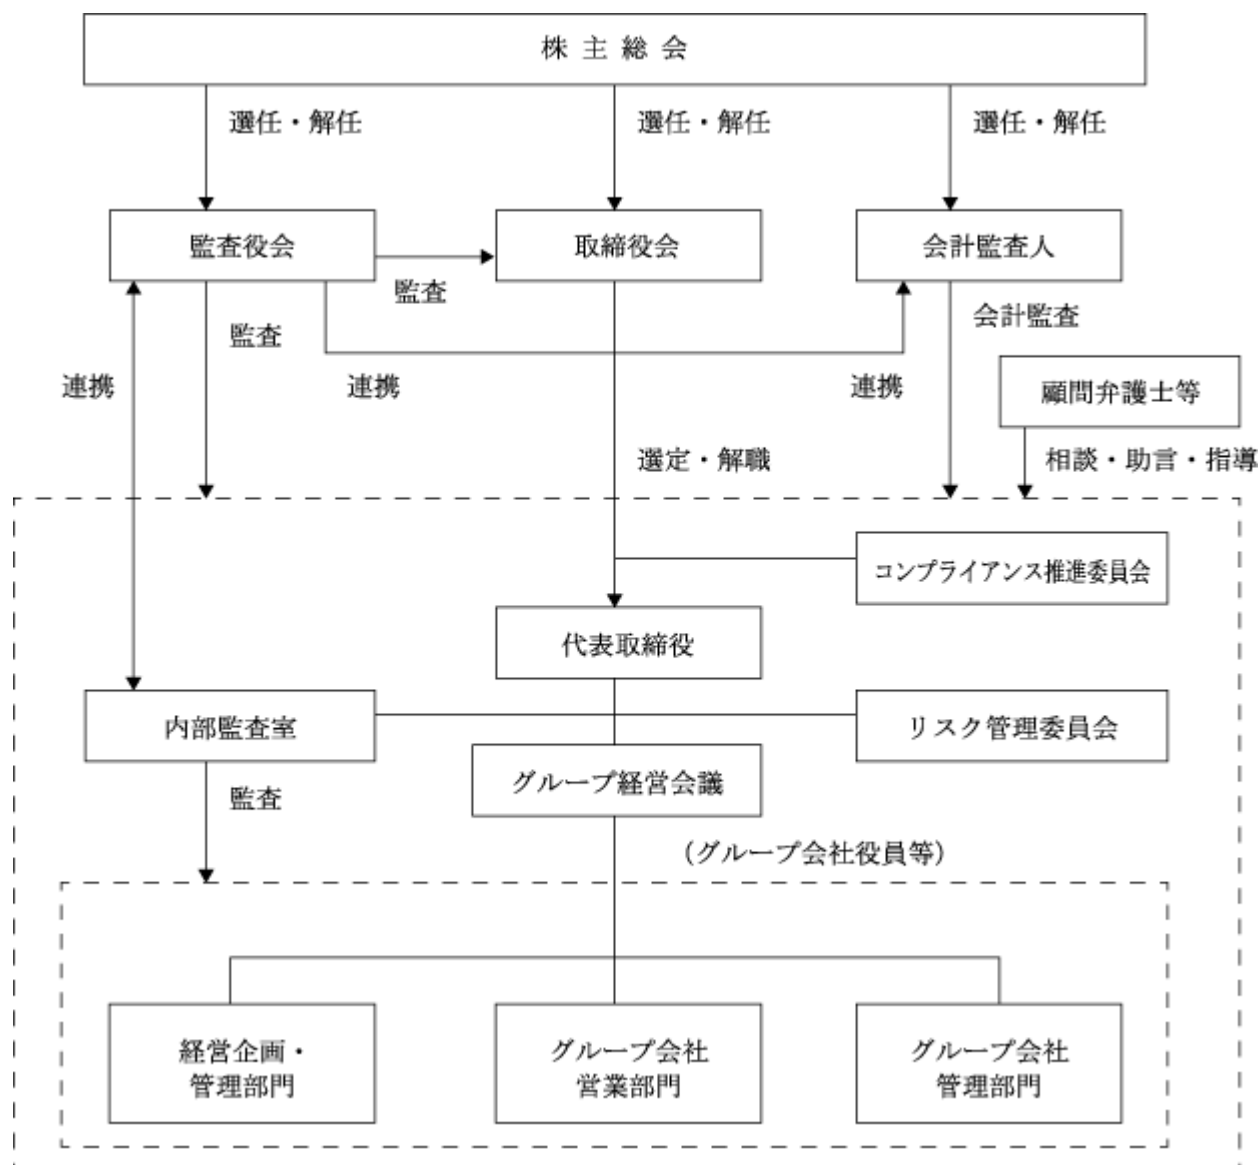 株 主 総 会
選任・解任
選任・解任
選任・解任
監査役会
取締役会
会計監査人
監査
監査
会計監査
連携
連携
連携
顧問弁護士等
選定・解職
相談・助言・指導
コンプライアンス推進委員会
代表取締役
内部監査室
リスク管理委員会
グループ経営会議
監査
（グループ会社役員等）
経営企画・
管理部門
グループ会社
営業部門
グループ会社
管理部門